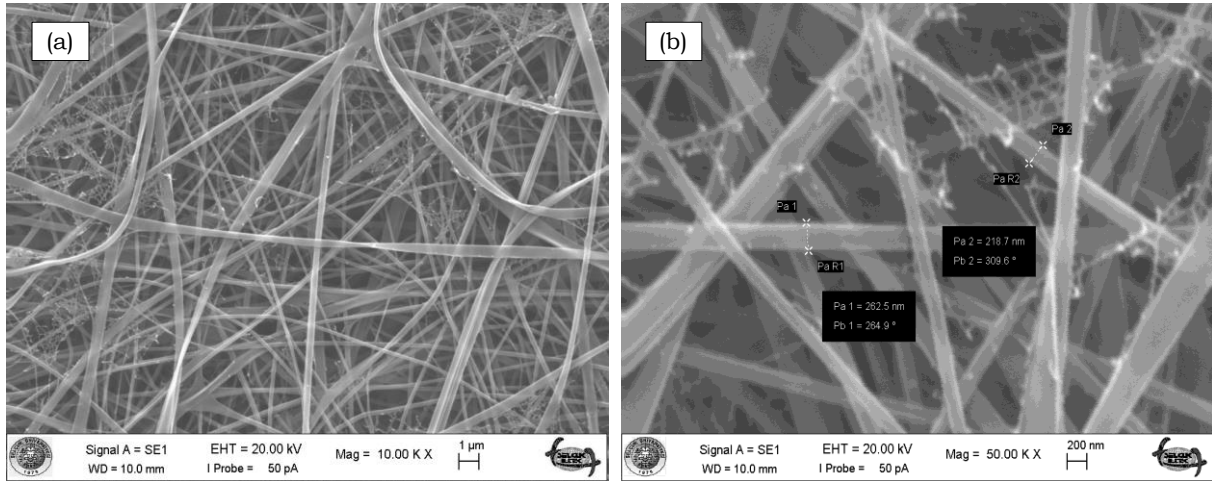 (a)
Signal A = SE1
WD = 10.0 mm
EHT = 20.00 kV
I Probe = 50 pA
Mag = 10.00 K X
1 µm
(b)
Pa 2
Pa R2
Pa 1
Pa R1
Pa 2 = 218.7 nm
Pb 2 = 309.6 °
Pa 1 = 262.5 nm
Pb 1 = 264.9 °
Signal A = SE1
WD = 10.0 mm
EHT = 20.00 kV
I Probe = 50 pA
Mag = 50.00 K X
200 nm